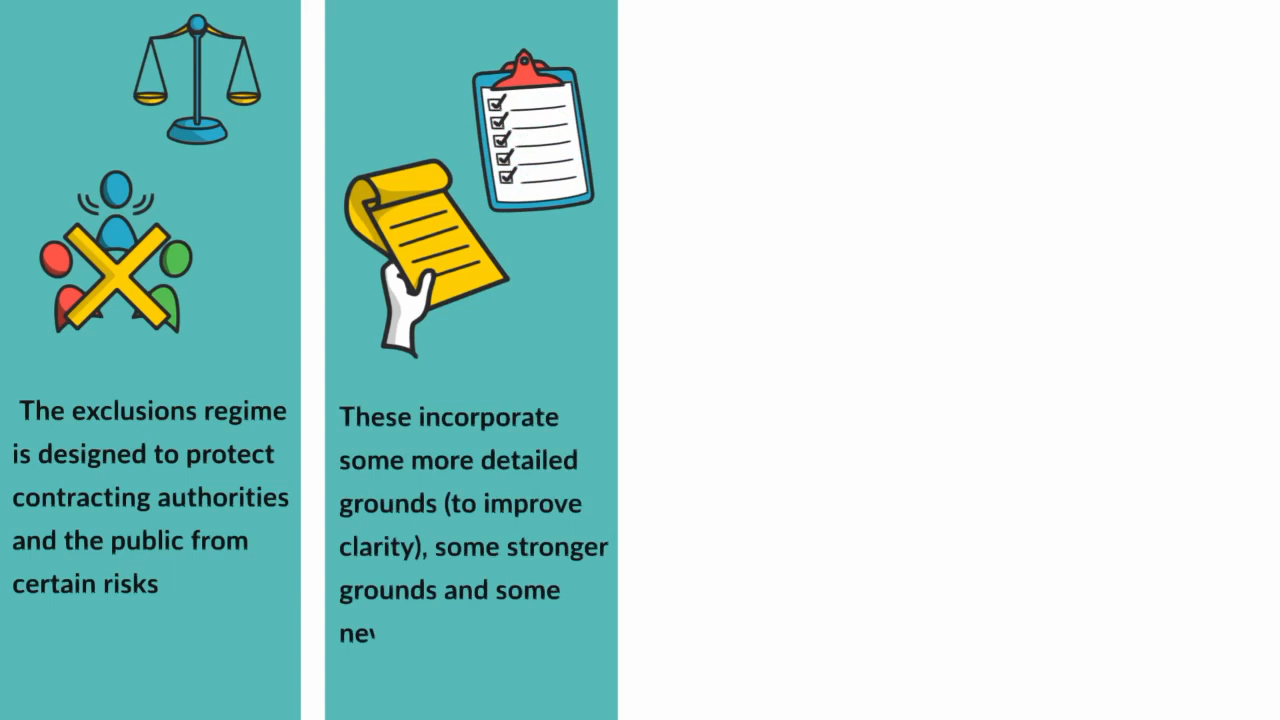 The exclusions regime
is designed to protect
contracting authorities
and the public from
certain risks
These incorporate
some more detailed
grounds (to improve
clarity), some stronger
grounds and some